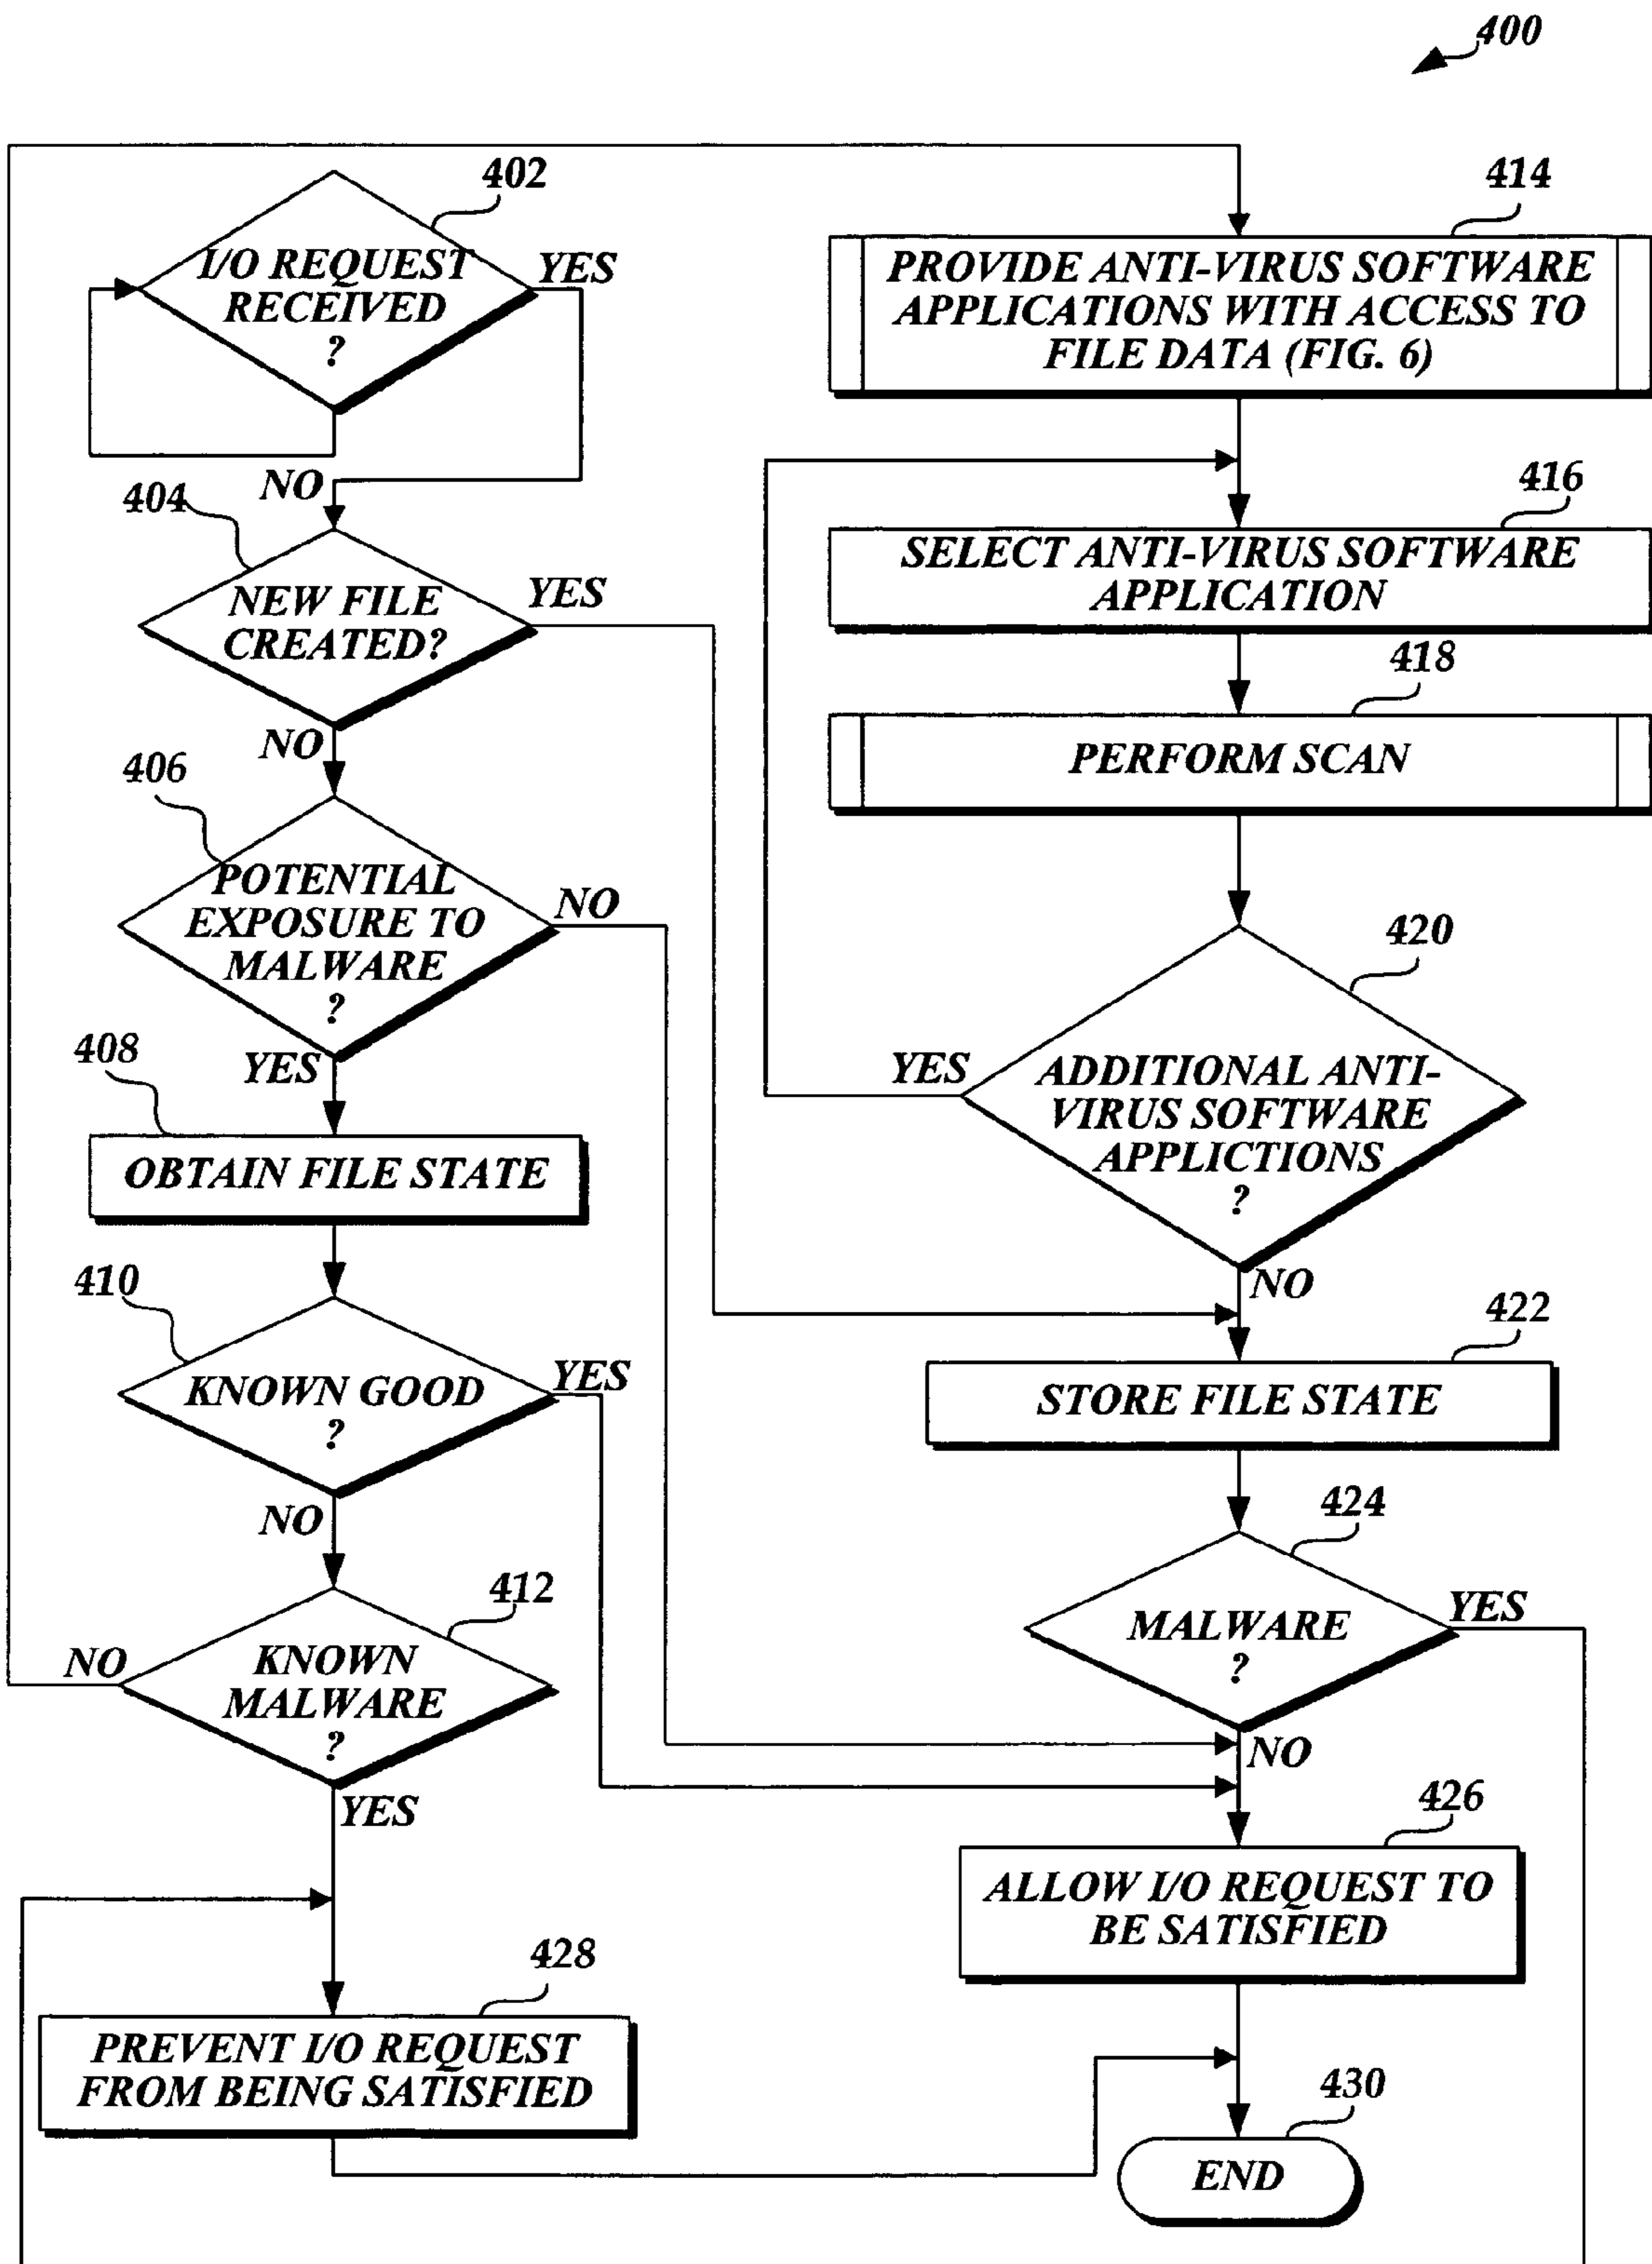 400
402
I/O REQUEST
RECEIVED
?
YES
NO
404
NEW FILE
CREATED?
YES
NO
406
POTENTIAL
EXPOSURE TO
MALWARE
?
NO
YES
408
OBTAIN FILE STATE
410
KNOWN GOOD
?
YES
NO
412
KNOWN
MALWARE
?
NO
YES
428
PREVENT I/O REQUEST
FROM BEING SATISFIED
414
PROVIDE ANTI-VIRUS SOFTWARE
APPLICATIONS WITH ACCESS TO
FILE DATA (FIG. 6)
416
SELECT ANTI-VIRUS SOFTWARE
APPLICATION
418
PERFORM SCAN
420
ADDITIONAL ANTI-
VIRUS SOFTWARE
APPLICTIONS
?
YES
NO
422
STORE FILE STATE
424
MALWARE
?
YES
NO
426
ALLOW I/O REQUEST TO
BE SATISFIED
430
END